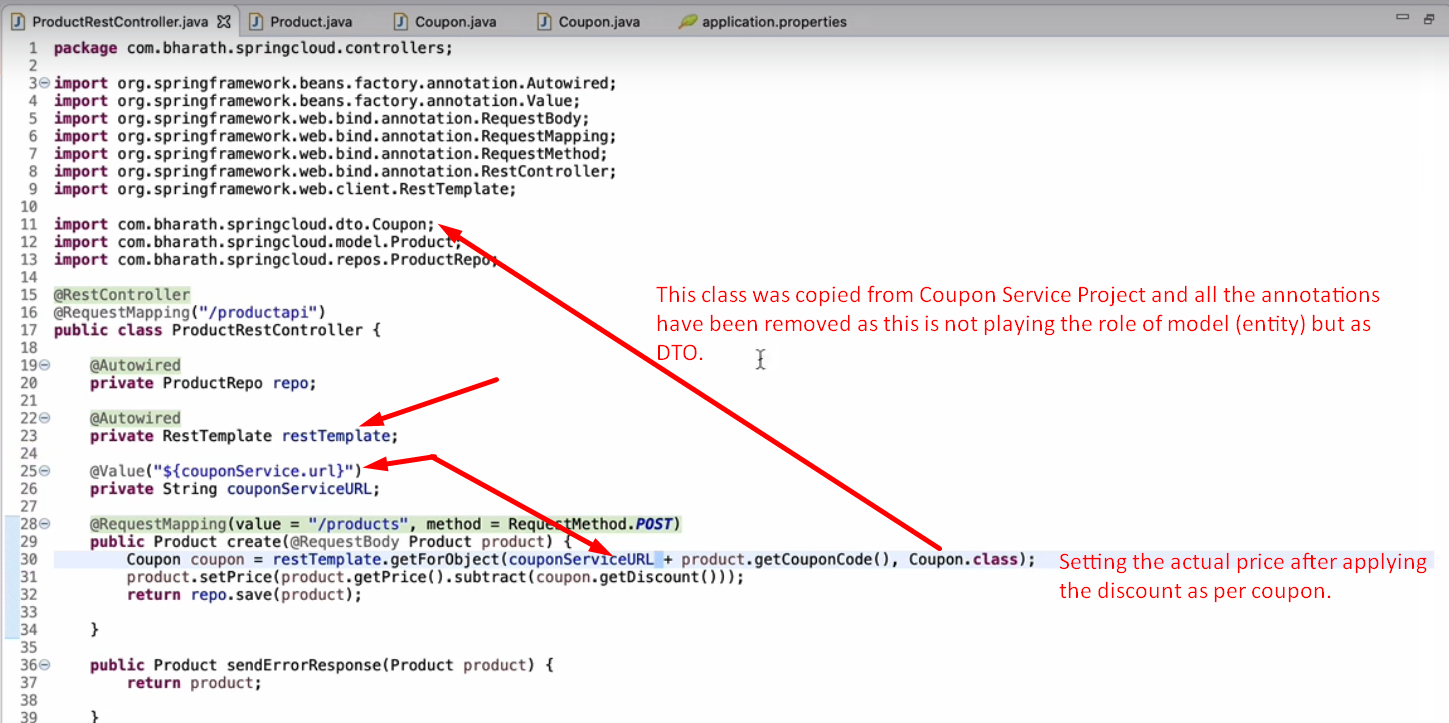 ProductRestController.java Product.java Coupon.java Coupon.java application.properties
1 package com.bharath.springcloud.controllers;
2
3 import org.springframework.beans.factory.annotation.Autowired;
4 import org.springframework.beans.factory.annotation.Value;
5 import org.springframework.web.bind.annotation.RequestBody;
6 import org.springframework.web.bind.annotation.RequestMapping;
7 import org.springframework.web.bind.annotation.RequestMethod;
8 import org.springframework.web.bind.annotation.RestController;
9 import org.springframework.web.client.RestTemplate;
10
11 import com.bharath.springcloud.dto.Coupon;
12 import com.bharath.springcloud.model.Product;
13 import com.bharath.springcloud.repos.ProductRepo;
14
15 @RestController
16 @RequestMapping("/productapi")
17 public class ProductRestController {
18
19 @Autowired
20 private ProductRepo repo;
21
22 @Autowired
23 private RestTemplate restTemplate;
24
25 @Value("${couponService.url}")
26 private String couponServiceURL;
27
28 @RequestMapping(value = "/products", method = RequestMethod.POST)
29 public Product create(@RequestBody Product product) {
30 Coupon coupon = restTemplate.getForObject(couponServiceURL + product.getCouponCode(), Coupon.class);
31 product.setPrice(product.getPrice().subtract(coupon.getDiscount()));
32 return repo.save(product);
33
34 }
35
36 public Product sendErrorResponse(Product product) {
37 return product;
38
39 }
This class was copied from Coupon Service Project and all the annotations
have been removed as this is not playing the role of model (entity) but as
DTO.
Setting the actual price after applying
the discount as per coupon.